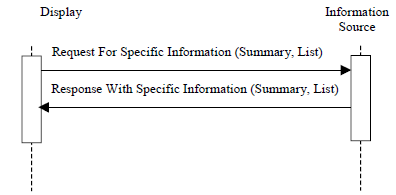 Display
Information
Source
Request For Specific Information (Summary, List)
Response With Specific Information (Summary, List)